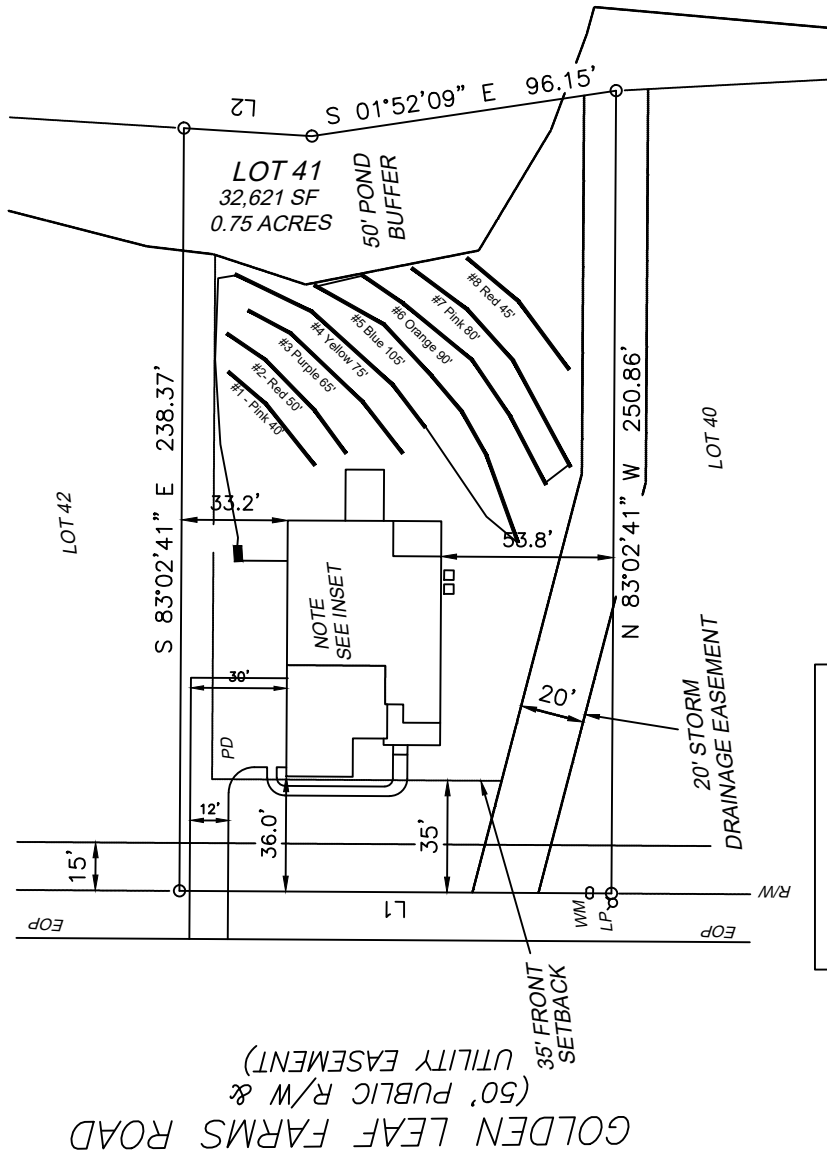 L2
S 01°52'09" E 96.15'
LOT 41
32,621 SF
0.75 ACRES
50' POND
BUFFER
#8 Red 45'
#7 Pink 80'
#6 Orange 90'
#5 Blue 105'
#4 Yellow 75'
#3 Purple 65'
#2- Red 50'
#1 - Pink 40'
S 83°02'41" E 238.37'
LOT 42
33.2'
53.8'
N 83°02'41" W 250.86'
LOT 40
NOTE
SEE INSET
30'
PD
20'
20' STORM
DRAINAGE EASEMENT
12'
36.0'
35'
15'
L1
WM
LP
R/W
EOP
EOP
35' FRONT
SETBACK
GOLDEN LEAF FARMS ROAD
(50' PUBLIC R/W &
UTILITY EASEMENT)